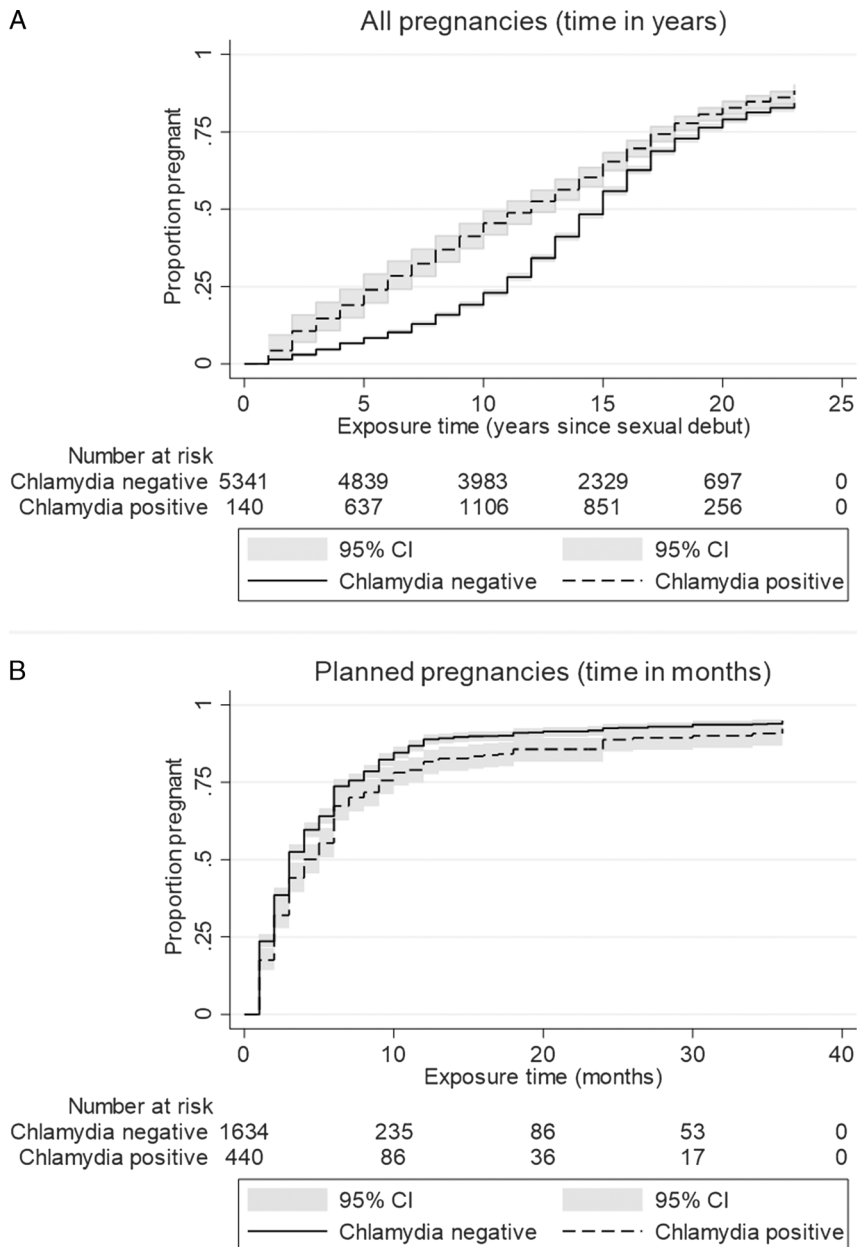 A
All pregnancies (time in years)
Proportion pregnant
1
.75
.5
.25
0
0 5 10 15 20 25
Exposure time (years since sexual debut)
Number at risk
Chlamydia negative 5341 4839 3983 2329 697 0
Chlamydia positive 140 637 1106 851 256 0
95% CI 95% CI
Chlamydia negative Chlamydia positive
B
Planned pregnancies (time in months)
Proportion pregnant
1
.75
.5
.25
0
0 10 20 30 40
Exposure time (months)
Number at risk
Chlamydia negative 1634 235 86 53 0
Chlamydia positive 440 86 36 17 0
95% CI 95% CI
Chlamydia negative Chlamydia positive